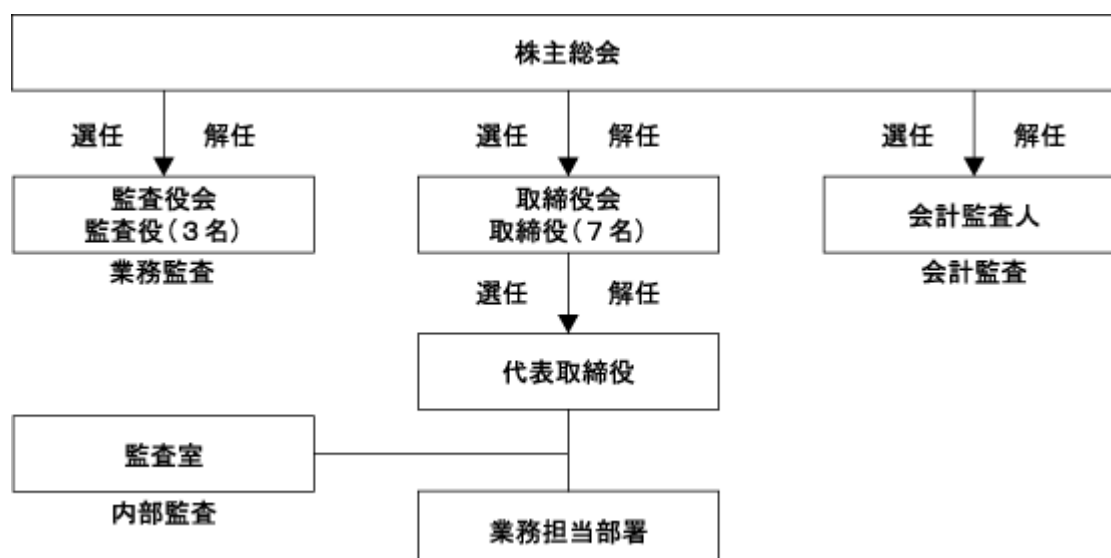 株主総会
選任 解任
選任 解任
選任 解任
監査役会
監査役(3名)
業務監査
取締役会
取締役(7名)
会計監査人
会計監査
選任 解任
代表取締役
監査室
内部監査
業務担当部署